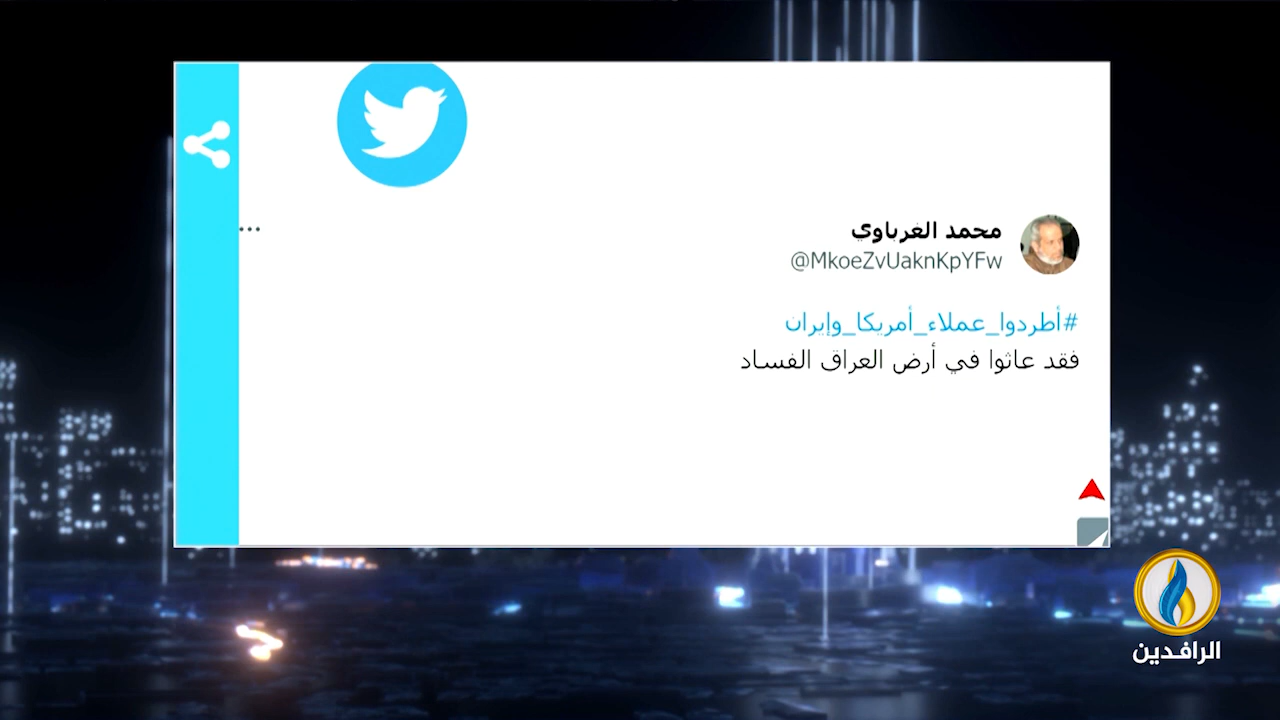 محمد الغرباوي
@MkoeZvUaknKpYFw
#أطردوا_عملاء_أمريكا_وإيران
فقد عاثوا في أرض العراق الفساد
الرافدين